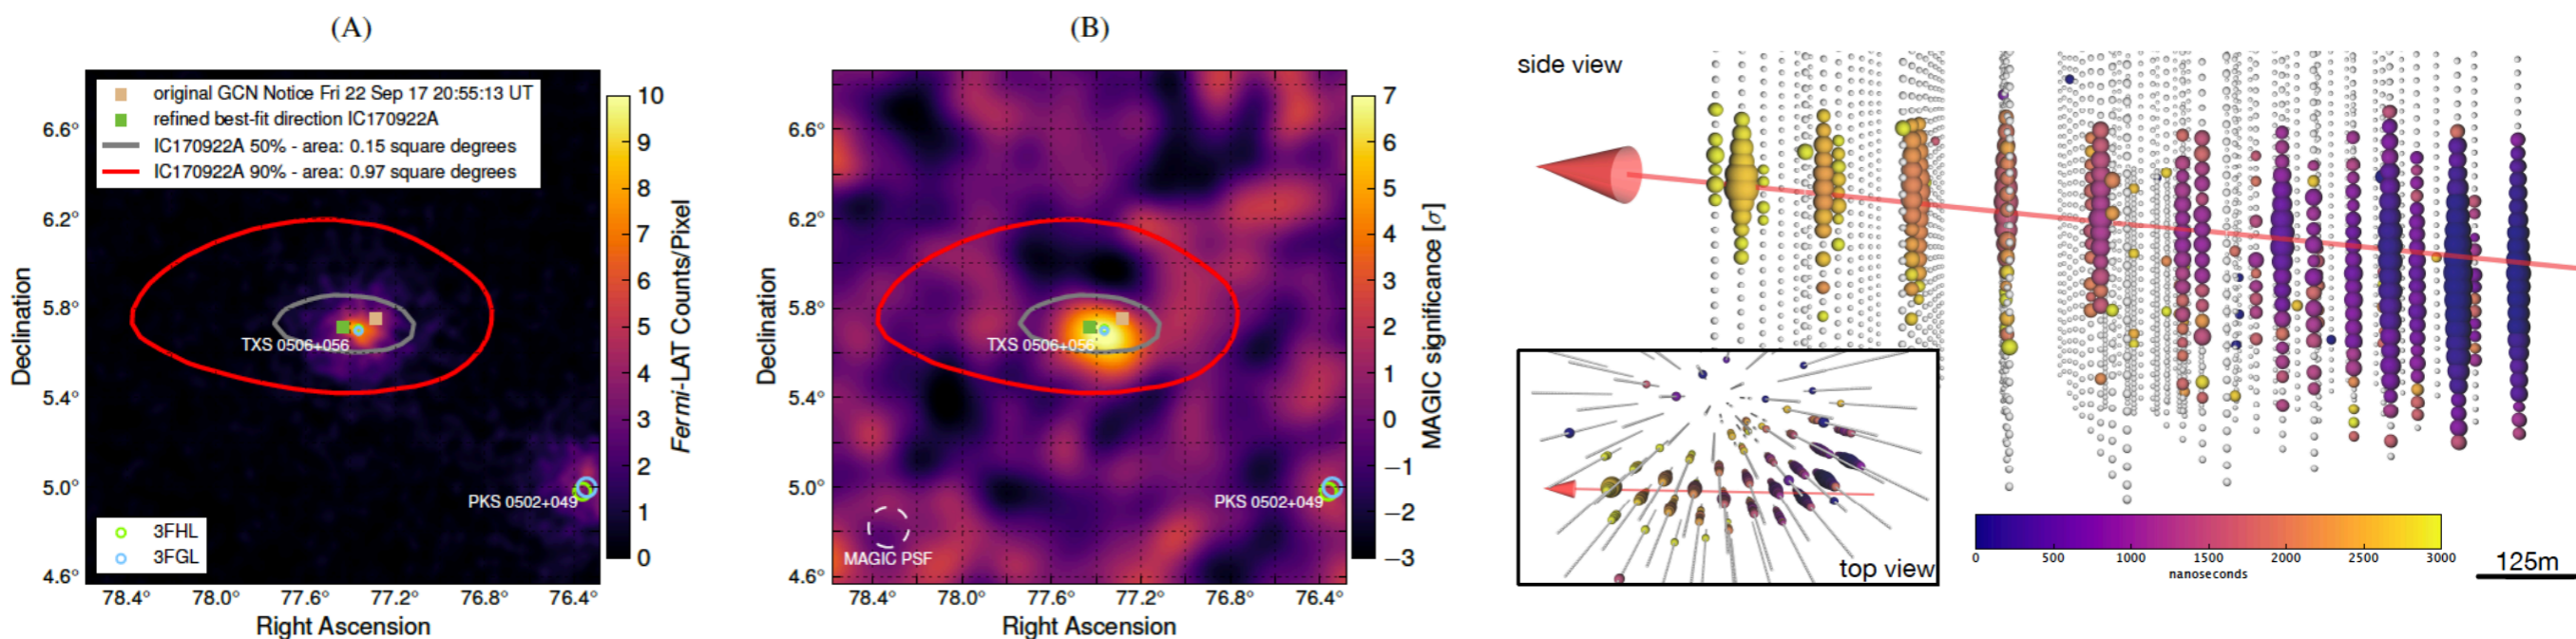 (A)
original GCN Notice Fri 22 Sep 17 20:55:13 UT
refined best-fit direction IC170922A
IC170922A 50% - area: 0.15 square degrees
IC170922A 90% - area: 0.97 square degrees
6.6°
6.2°
5.8°
5.4°
5.0°
4.6°
Declination
TXS 0506+056
PKS 0502+049
3FHL
3FGL
78.4°
78.0°
77.6°
77.2°
76.8°
76.4°
Right Ascension
10
9
8
7
6
5
4
3
2
1
0
Fermi-LAT Counts/Pixel
(B)
6.6°
6.2°
5.8°
5.4°
5.0°
4.6°
Declination
TXS 0506+056
PKS 0502+049
MAGIC PSF
78.4°
78.0°
77.6°
77.2°
76.8°
76.4°
Right Ascension
7
6
5
4
3
2
1
0
−1
−2
−3
MAGIC significance [σ]
side view
top view
0
500
1000
1500
2000
2500
3000
nanoseconds
125m